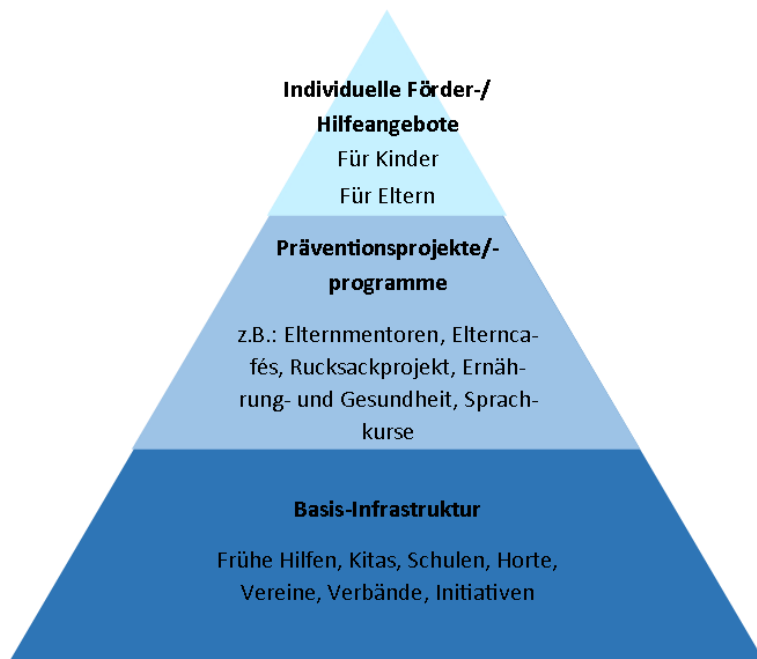 Individuelle Förder-/
Hilfeangebote
Für Kinder
Für Eltern
Präventionsprojekte/-
programme
z.B.: Elternmentoren, Elternca-
fés, Rucksackprojekt, Ernäh-
rung- und Gesundheit, Sprach-
kurse
Basis-Infrastruktur
Frühe Hilfen, Kitas, Schulen, Horte,
Vereine, Verbände, Initiativen